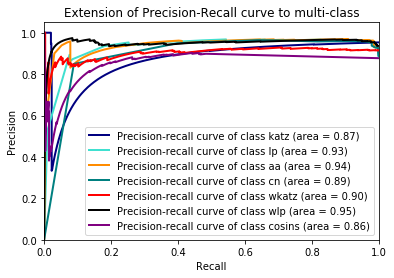 Extension of Precision-Recall curve to multi-class
1.0
0.8
0.6
0.4
0.2
0.0
Precision
Precision-recall curve of class katz (area = 0.87)
Precision-recall curve of class lp (area = 0.93)
Precision-recall curve of class aa (area = 0.94)
Precision-recall curve of class cn (area = 0.89)
Precision-recall curve of class wkatz (area = 0.90)
Precision-recall curve of class wlp (area = 0.95)
Precision-recall curve of class cosins (area = 0.86)
0.0 0.2 0.4 0.6 0.8 1.0
Recall